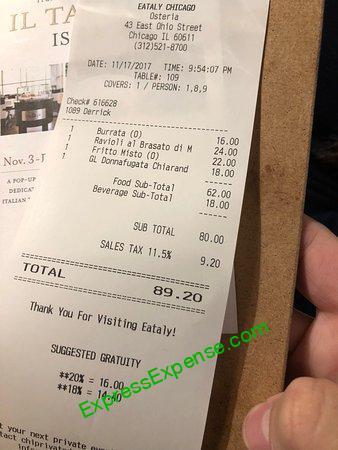 IL TA
IS
Nov. 3-J
A POP-UP
DEDICAT
ITALIAN
EATALY CHICAGO
Osteria
43 East Ohio Street
Chicago IL 60611
(312)521-8700
DATE: 11/17/2017 TIME: 9:54:07 PM
TABLE#: 109
COVERS: 1 / PERSON: 1,8,9
Check# 616628
1089 Derrick
1 Burrata (O) 16.00
1 Ravioli al Brasato di M 24.00
1 Fritto Misto (O) 22.00
1 GL Donnafugata Chiarand 18.00
Food Sub-Total 62.00
Beverage Sub-Total 18.00
SUB TOTAL 80.00
SALES TAX 11.5% 9.20
TOTAL 89.20
Thank You For Visiting Eataly!
SUGGESTED GRATUITY
**20% = 16.00
**18% = 14.40
ExpressExpense.com
t your next private
tact chiprivat